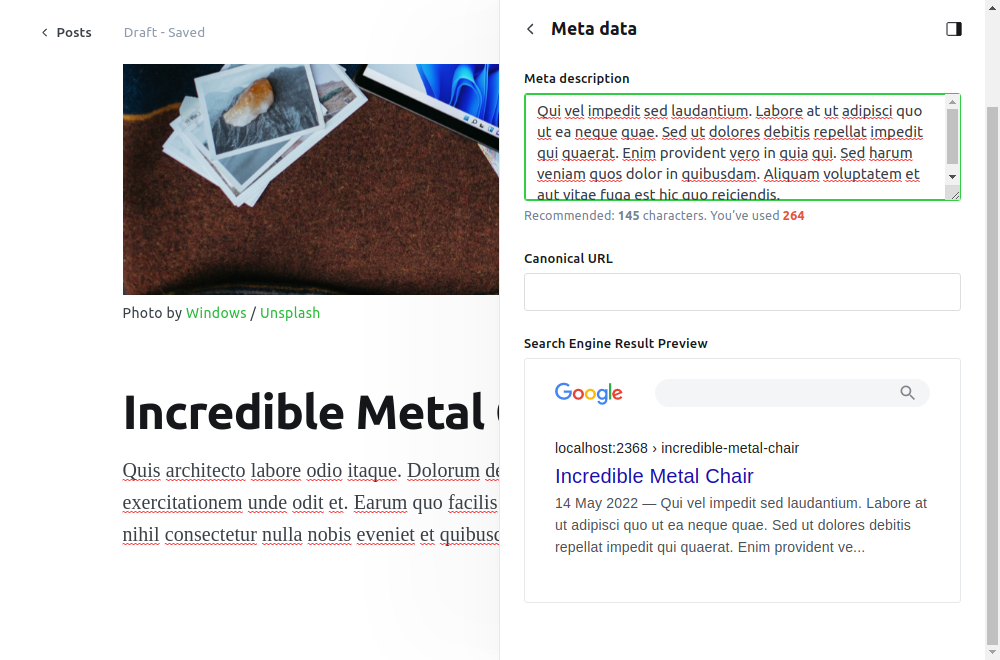 Posts
Draft - Saved
Photo by Windows / Unsplash
Incredible Metal
Quis architecto labore odio itaque. Dolorum
exercitationem unde odit et. Earum quo facilis
nihil consectetur nulla nobis eveniet et
Meta data
Meta description
Qui vel impedit sed laudantium. Labore at ut adipisci quo
ut ea neque quae. Sed ut dolores debitis repellat impedit
qui quaerat. Enim provident vero in quia qui. Sed harum
veniam quos dolor in quibusdam. Aliquam voluptatem et
aut vitae fuga est hic quo reiciendis.
Recommended: 145 characters. You've used 264
Canonical URL
Search Engine Result Preview
Google
localhost:2368 › incredible-metal-chair
Incredible Metal Chair
14 May 2022 — Qui vel impedit sed laudantium. Labore at
ut adipisci quo ut ea neque quae. Sed ut dolores debitis
repellat impedit qui quaerat. Enim provident ve...